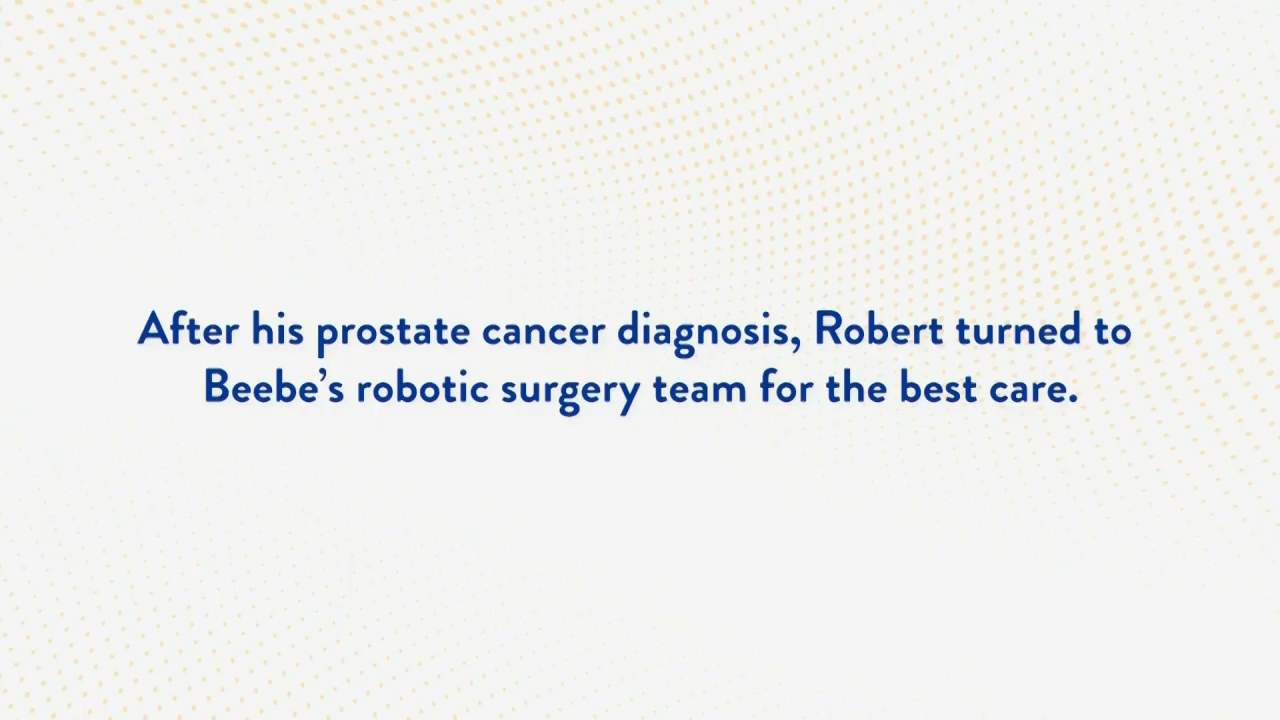 After his prostate cancer diagnosis, Robert turned to
Beebe’s robotic surgery team for the best care.